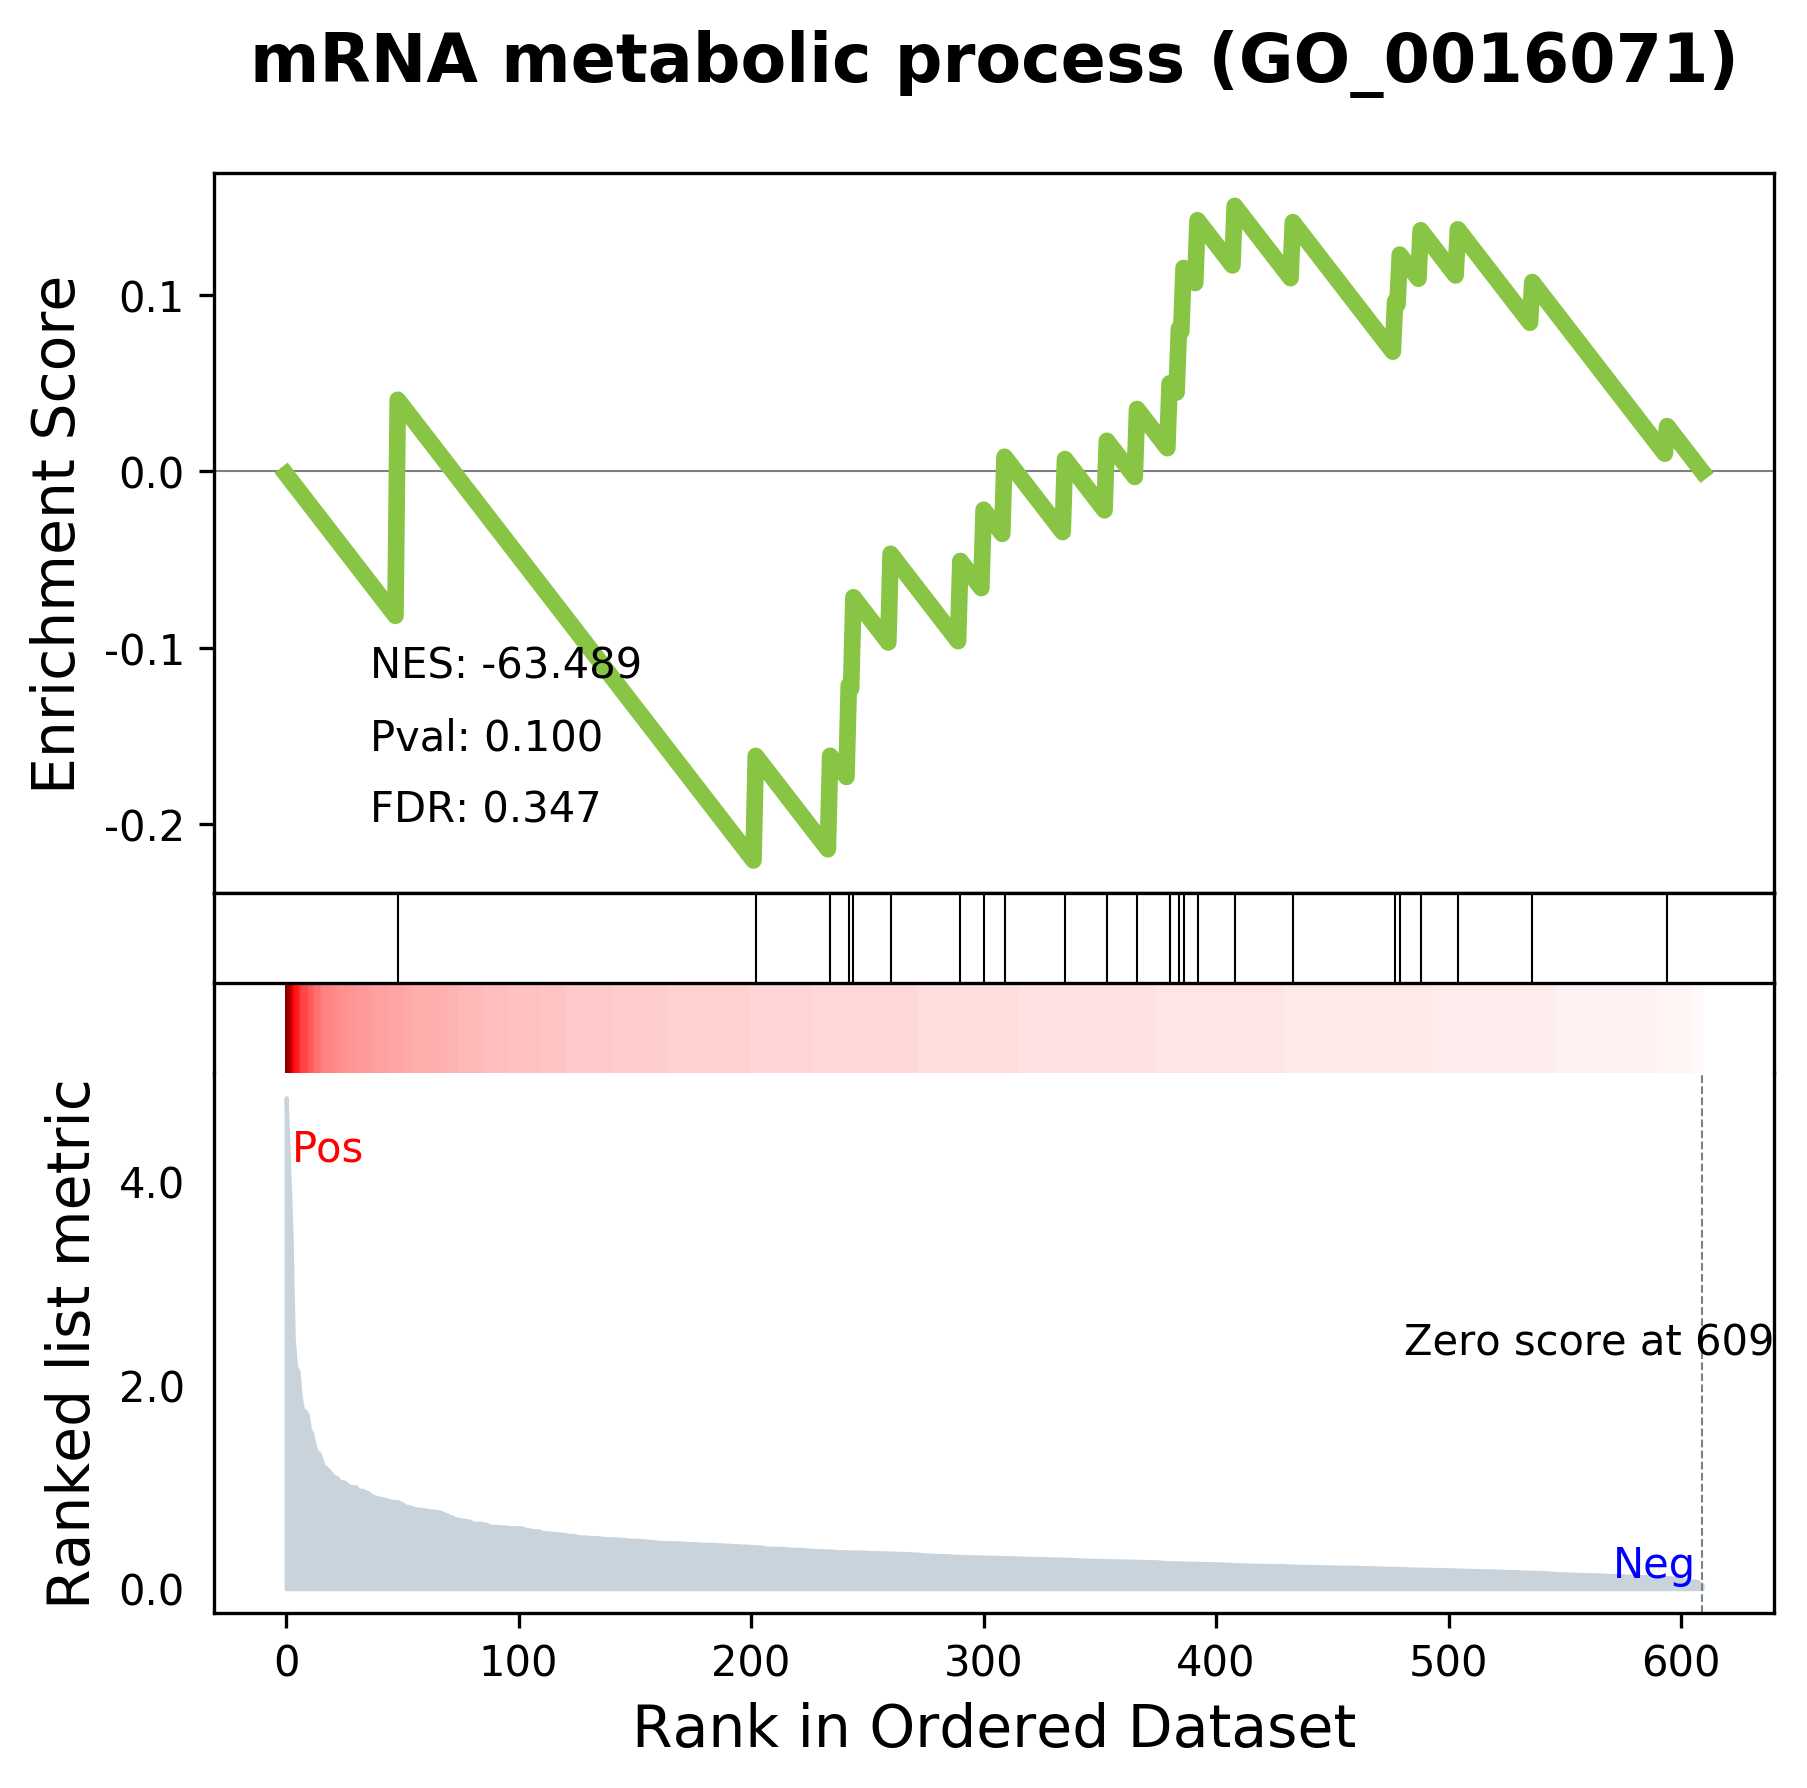 mRNA metabolic process (GO_0016071)
Enrichment Score
0.1
0.0
-0.1
-0.2
NES: -63.489
Pval: 0.100
FDR: 0.347
Ranked list metric
4.0
2.0
0.0
Pos
Zero score at 609
Neg
0 100 200 300 400 500 600
Rank in Ordered Dataset